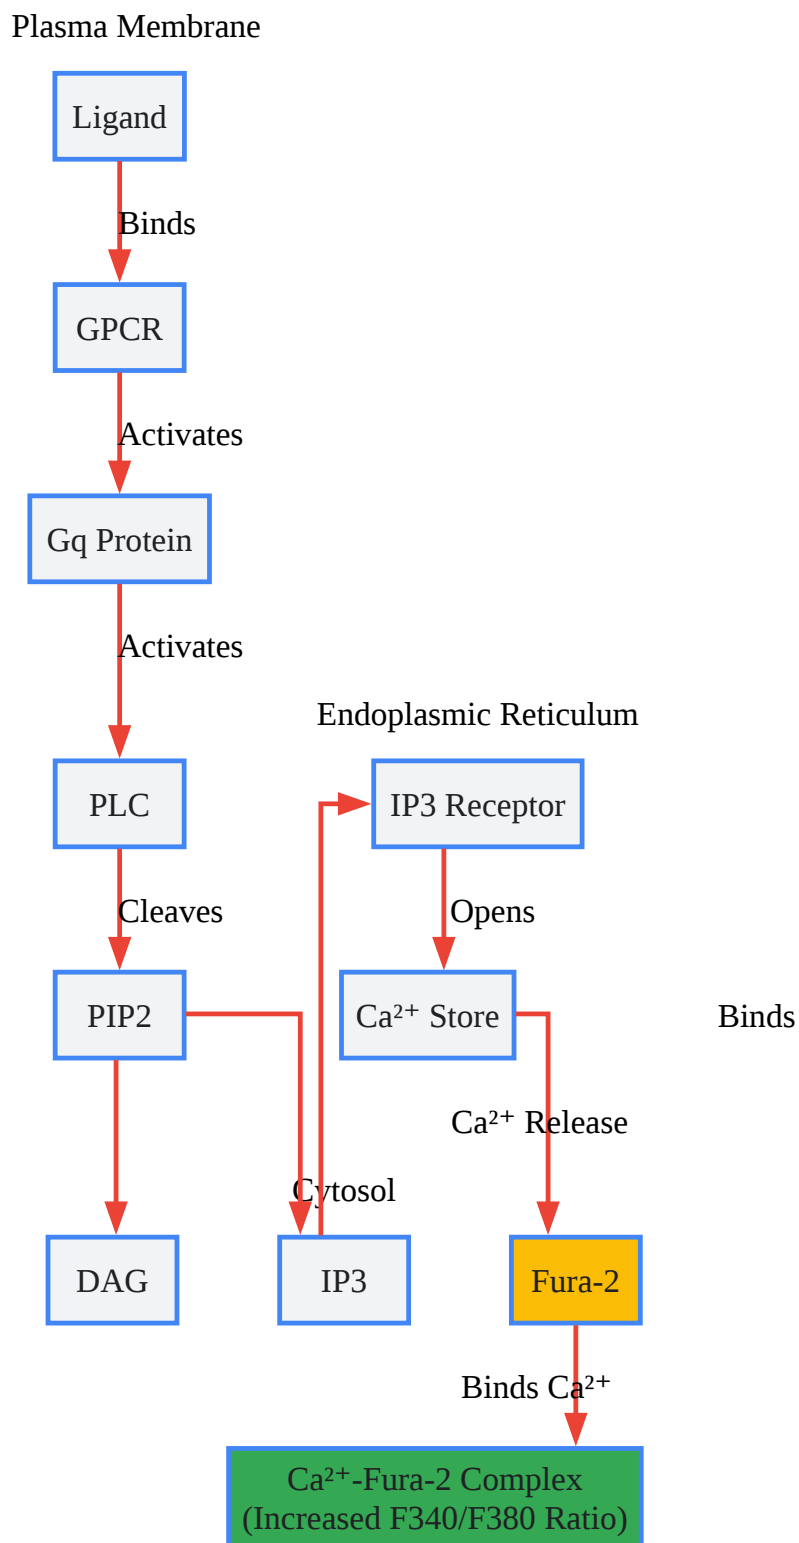 Plasma Membrane
Ligand
Binds
GPCR
Activates
Gq Protein
Activates
Endoplasmic Reticulum
PLC
IP3 Receptor
Cleaves
Opens
PIP2
Ca²⁺ Store
Binds
Ca²⁺ Release
Cytosol
DAG
IP3
Fura-2
Binds Ca²⁺
Ca²⁺-Fura-2 Complex
(Increased F340/F380 Ratio)